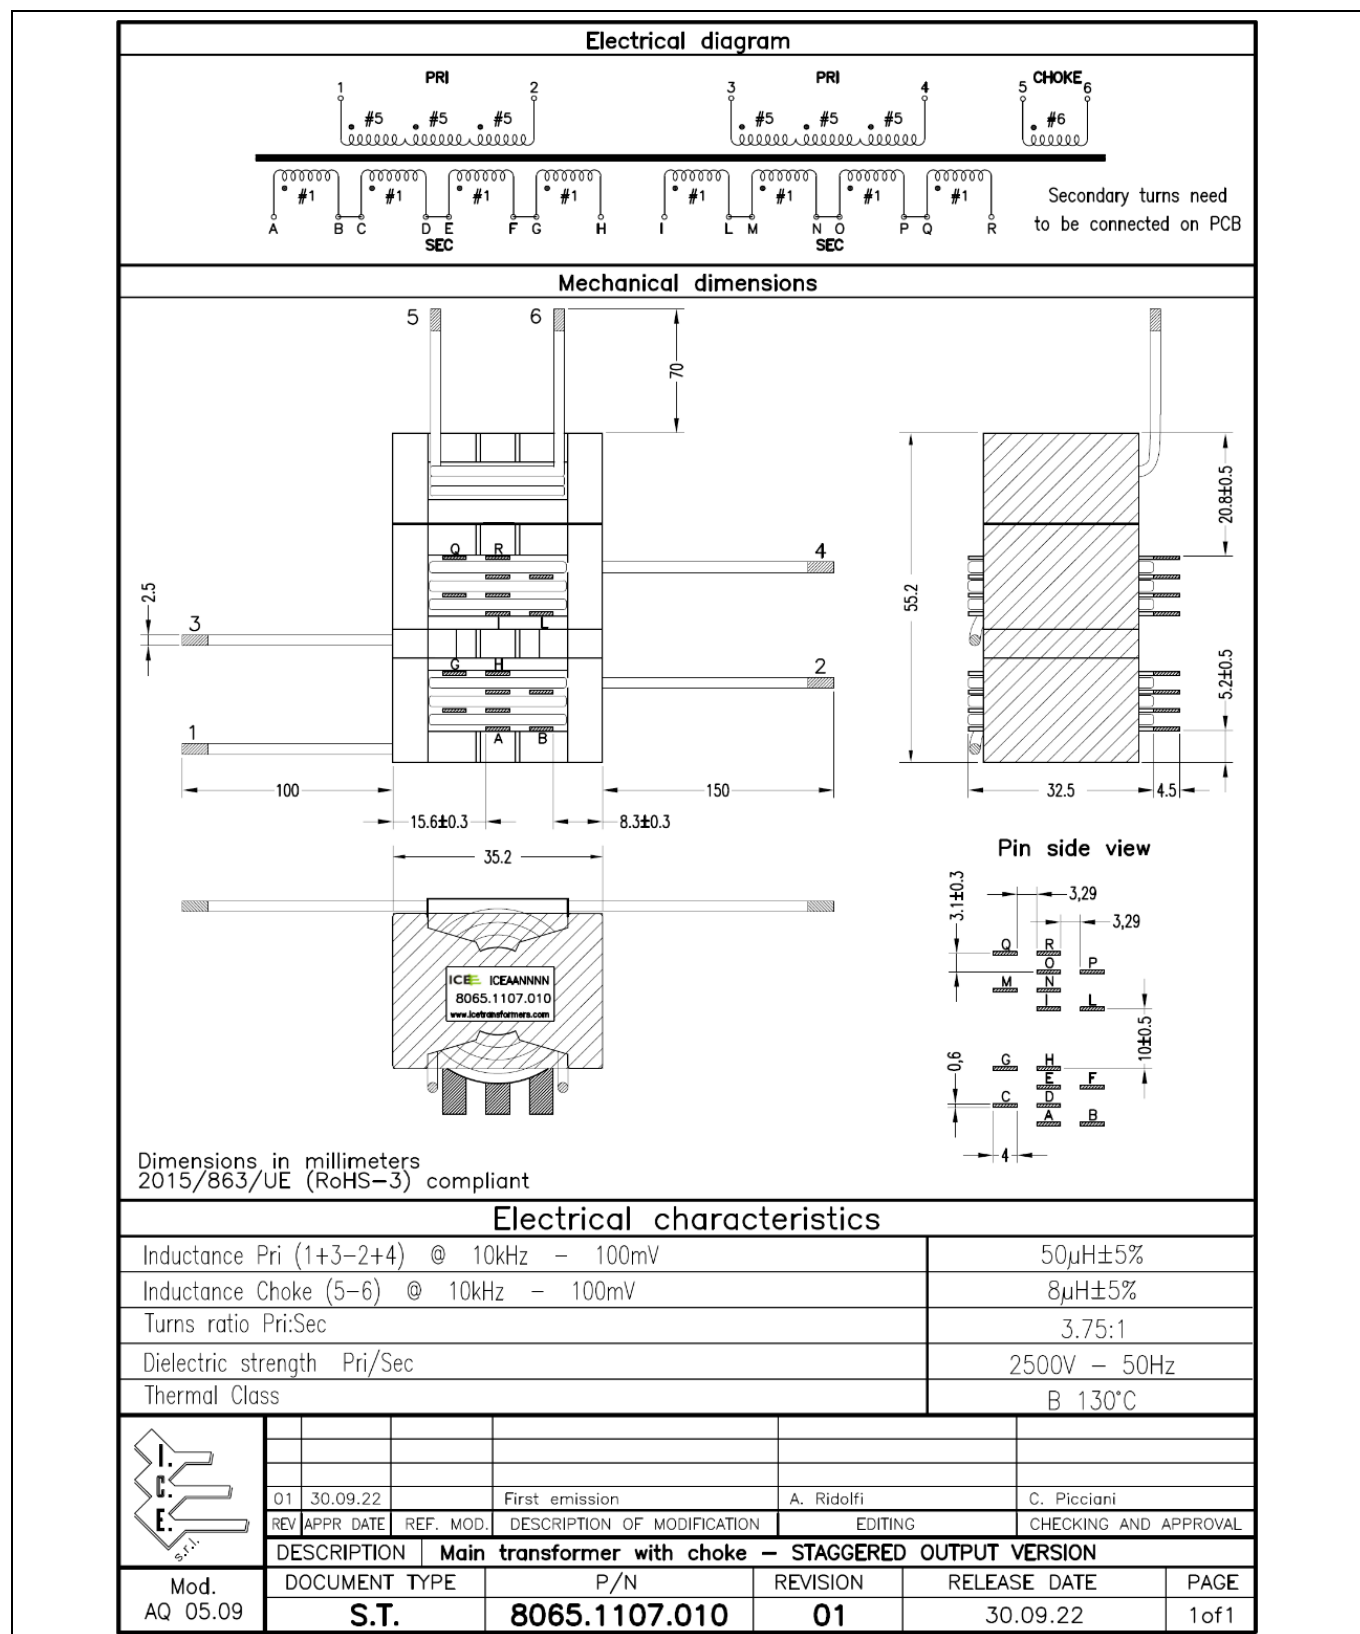 Electrical diagram
PRI PRI CHOKE
1 2 3 4 5 6
#5 #5 #5 #5 #5 #5 #6
#1 #1 #1 #1 #1 #1 #1 #1
A B C D E F G H I L M N O P Q R
SEC SEC
Secondary turns need
to be connected on PCB
Mechanical dimensions
5 6
70
Q R
4
2.5
3
I L
G H
2
1
A B
100
150
15.6±0.3
8.3±0.3
35.2
55.2
20.8±0.5
5.2±0.5
32.5
4.5
ICE ICEAANNNN
8065.1107.010
www.icetransformers.com
Pin side view
3.1±0.3
3,29
3,29
Q R
O P
M N
I L
10±0.5
0,6
G H
E F
C D
A B
4
Dimensions in millimeters
2015/863/UE (RoHS-3) compliant
Electrical characteristics
Inductance Pri (1+3-2+4) @ 10kHz - 100mV 50µH±5%
Inductance Choke (5-6) @ 10kHz - 100mV 8µH±5%
Turns ratio Pri:Sec 3.75:1
Dielectric strength Pri/Sec 2500V - 50Hz
Thermal Class B 130°C
I.
C.
E.
s.r.l.
01 30.09.22 First emission A. Ridolfi C. Picciani
REV APPR DATE REF. MOD. DESCRIPTION OF MODIFICATION EDITING CHECKING AND APPROVAL
DESCRIPTION Main transformer with choke - STAGGERED OUTPUT VERSION
Mod.
AQ 05.09
DOCUMENT TYPE P/N REVISION RELEASE DATE PAGE
S.T. 8065.1107.010 01 30.09.22 1of1